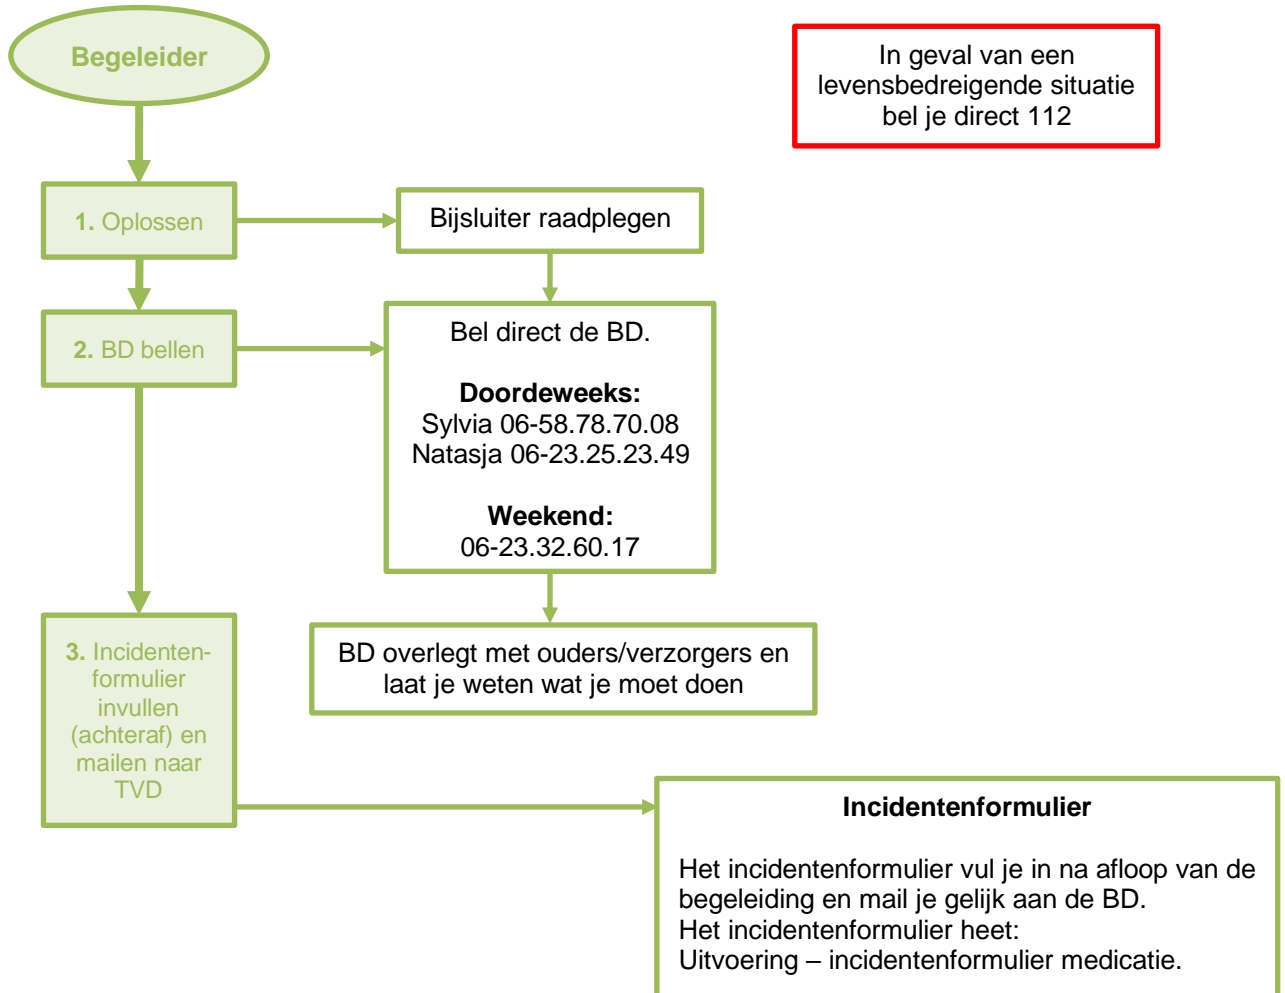 Begeleider
In geval van een
levensbedreigende situatie
bel je direct 112
1. Oplossen
Bijsluiter raadplegen
2. BD bellen
Bel direct de BD.
Doordeweeks:
Sylvia 06-58.78.70.08
Natasja 06-23.25.23.49
Weekend:
06-23.32.60.17
3. Incidenten-
formulier
invullen
(achteraf) en
mailen naar
TVD
BD overlegt met ouders/verzorgers en
laat je weten wat je moet doen
Incidentenformulier
Het incidentenformulier vul je in na afloop van de
begeleiding en mail je gelijk aan de BD.
Het incidentenformulier heet:
Uitvoering – incidentenformulier medicatie.